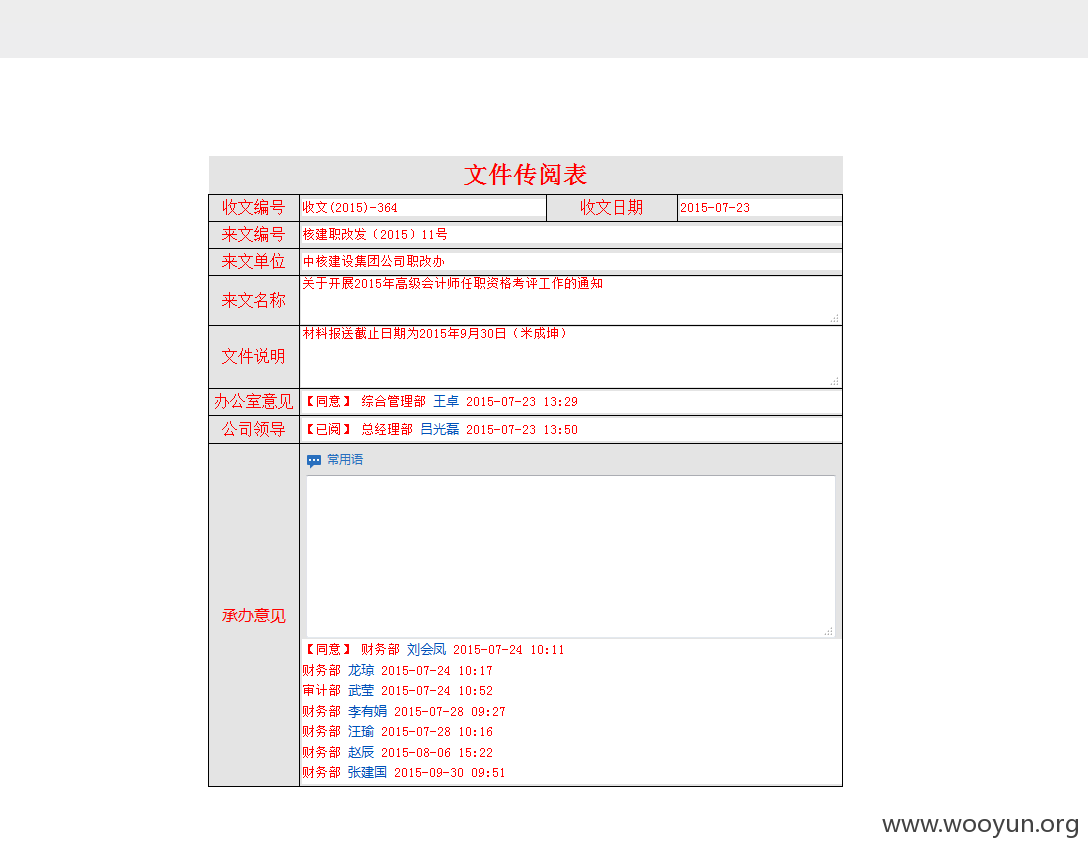 文件传阅表
收文编号 收文(2015)-364 收文日期 2015-07-23
来文编号 核建职改发（2015）11号
来文单位 中核建设集团公司职改办
来文名称 关于开展2015年高级会计师任职资格考评工作的通知
文件说明 材料报送截止日期为2015年9月30日（米成坤）
办公室意见 【同意】 综合管理部 王卓 2015-07-23 13:29
公司领导 【已阅】 总经理部 吕光磊 2015-07-23 13:50
常用语
承办意见
【同意】 财务部 刘会凤 2015-07-24 10:11
财务部 龙琼 2015-07-24 10:17
审计部 武莹 2015-07-24 10:52
财务部 李有娟 2015-07-28 09:27
财务部 汪瑜 2015-07-28 10:16
财务部 赵辰 2015-08-06 15:22
财务部 张建国 2015-09-30 09:51
www.wooyun.org